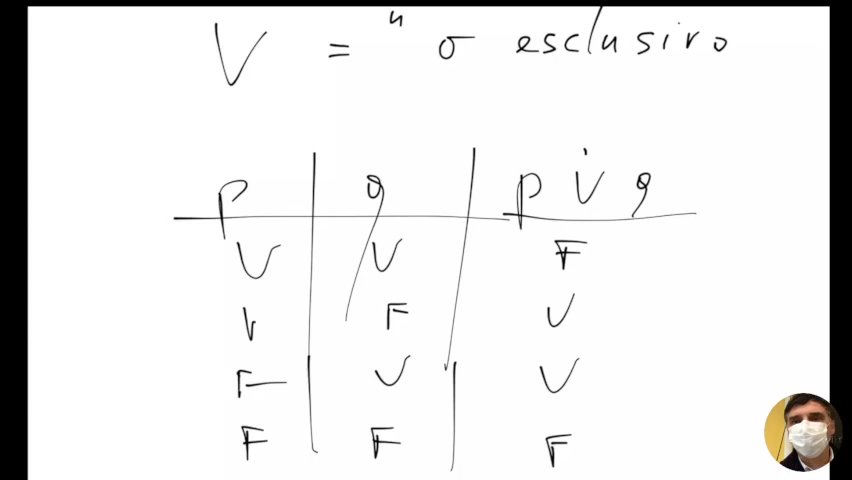 V = " o esclusivo
p q p V̇ q
V V F
V F V
F V V
F F F